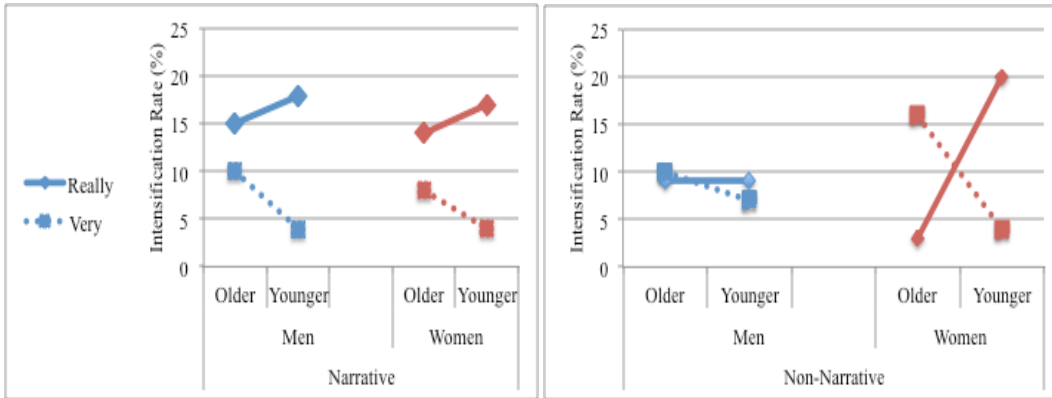 Intensification Rate (%)
25
20
15
10
5
0
Really
Very
Older Younger Older Younger
Men Women
Narrative
Intensification Rate (%)
25
20
15
10
5
0
Older Younger Older Younger
Men Women
Non-Narrative